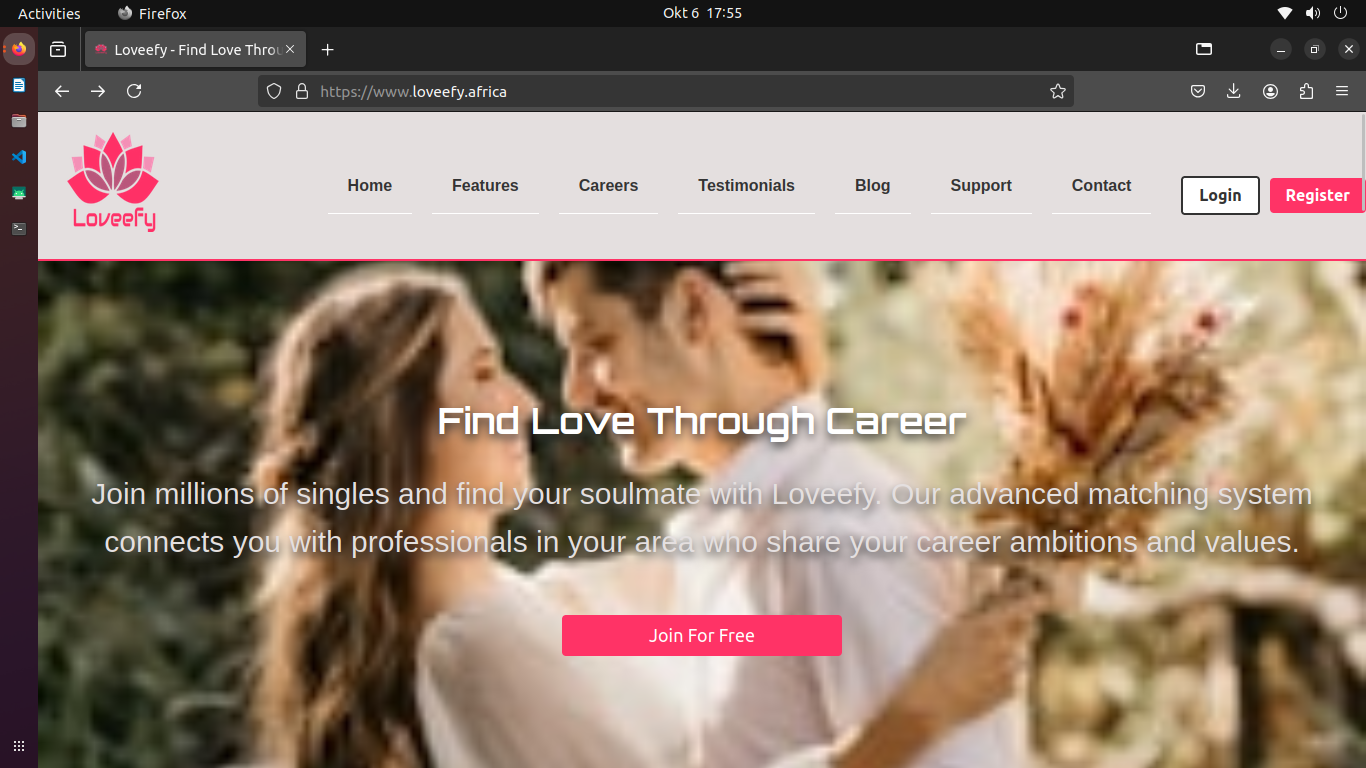 Activities
Firefox
Okt 6 17:55
Loveefy - Find Love Throu
https://www.loveefy.africa
Loveefy
Home
Features
Careers
Testimonials
Blog
Support
Contact
Login
Register
Find Love Through Career
Join millions of singles and find your soulmate with Loveefy. Our advanced matching system
connects you with professionals in your area who share your career ambitions and values.
Join For Free